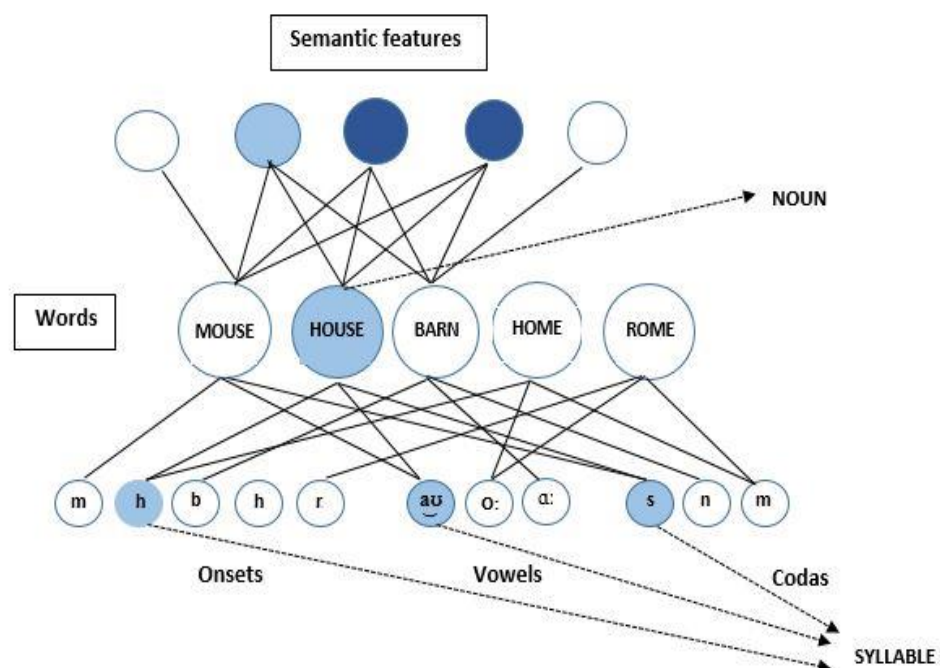 Semantic features
NOUN
Words
MOUSE HOUSE BARN HOME ROME
m h b h r aʊ̯ o: ɑ: s n m
Onsets Vowels Codas
SYLLABLE